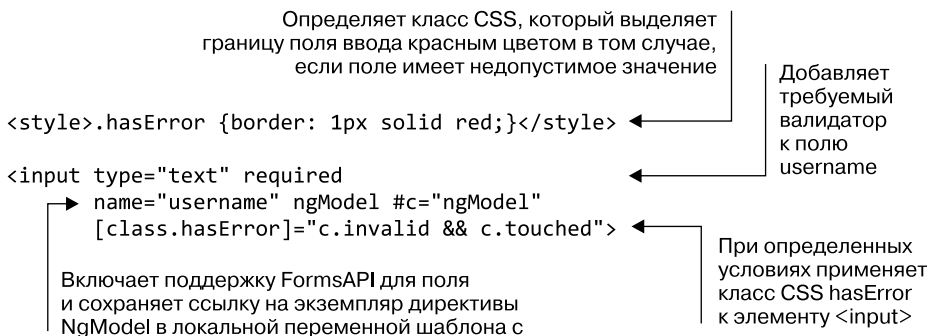 Определяет класс CSS, который выделяет
границу поля ввода красным цветом в том случае,
если поле имеет недопустимое значение
Добавляет
требуемый
валидатор
к полю
username
<style>.hasError {border: 1px solid red;}</style>
<input type="text" required
name="username" ngModel #c="ngModel"
[class.hasError]="c.invalid && c.touched">
При определенных
условиях применяет
класс CSS hasError
к элементу <input>
Включает поддержку FormsAPI для поля
и сохраняет ссылку на экземпляр директивы
NgModel в локальной переменной шаблона с